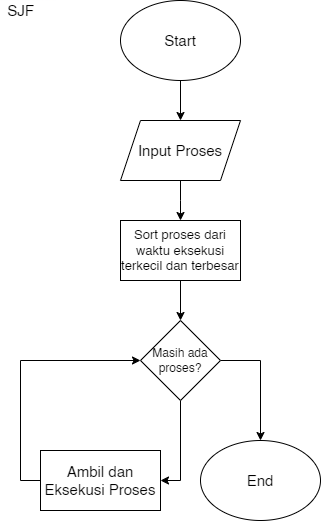 SJF
Start
Input Proses
Sort proses dari
waktu eksekusi
terkecil dan terbesar
Masih ada
proses?
Ambil dan
Eksekusi Proses
End